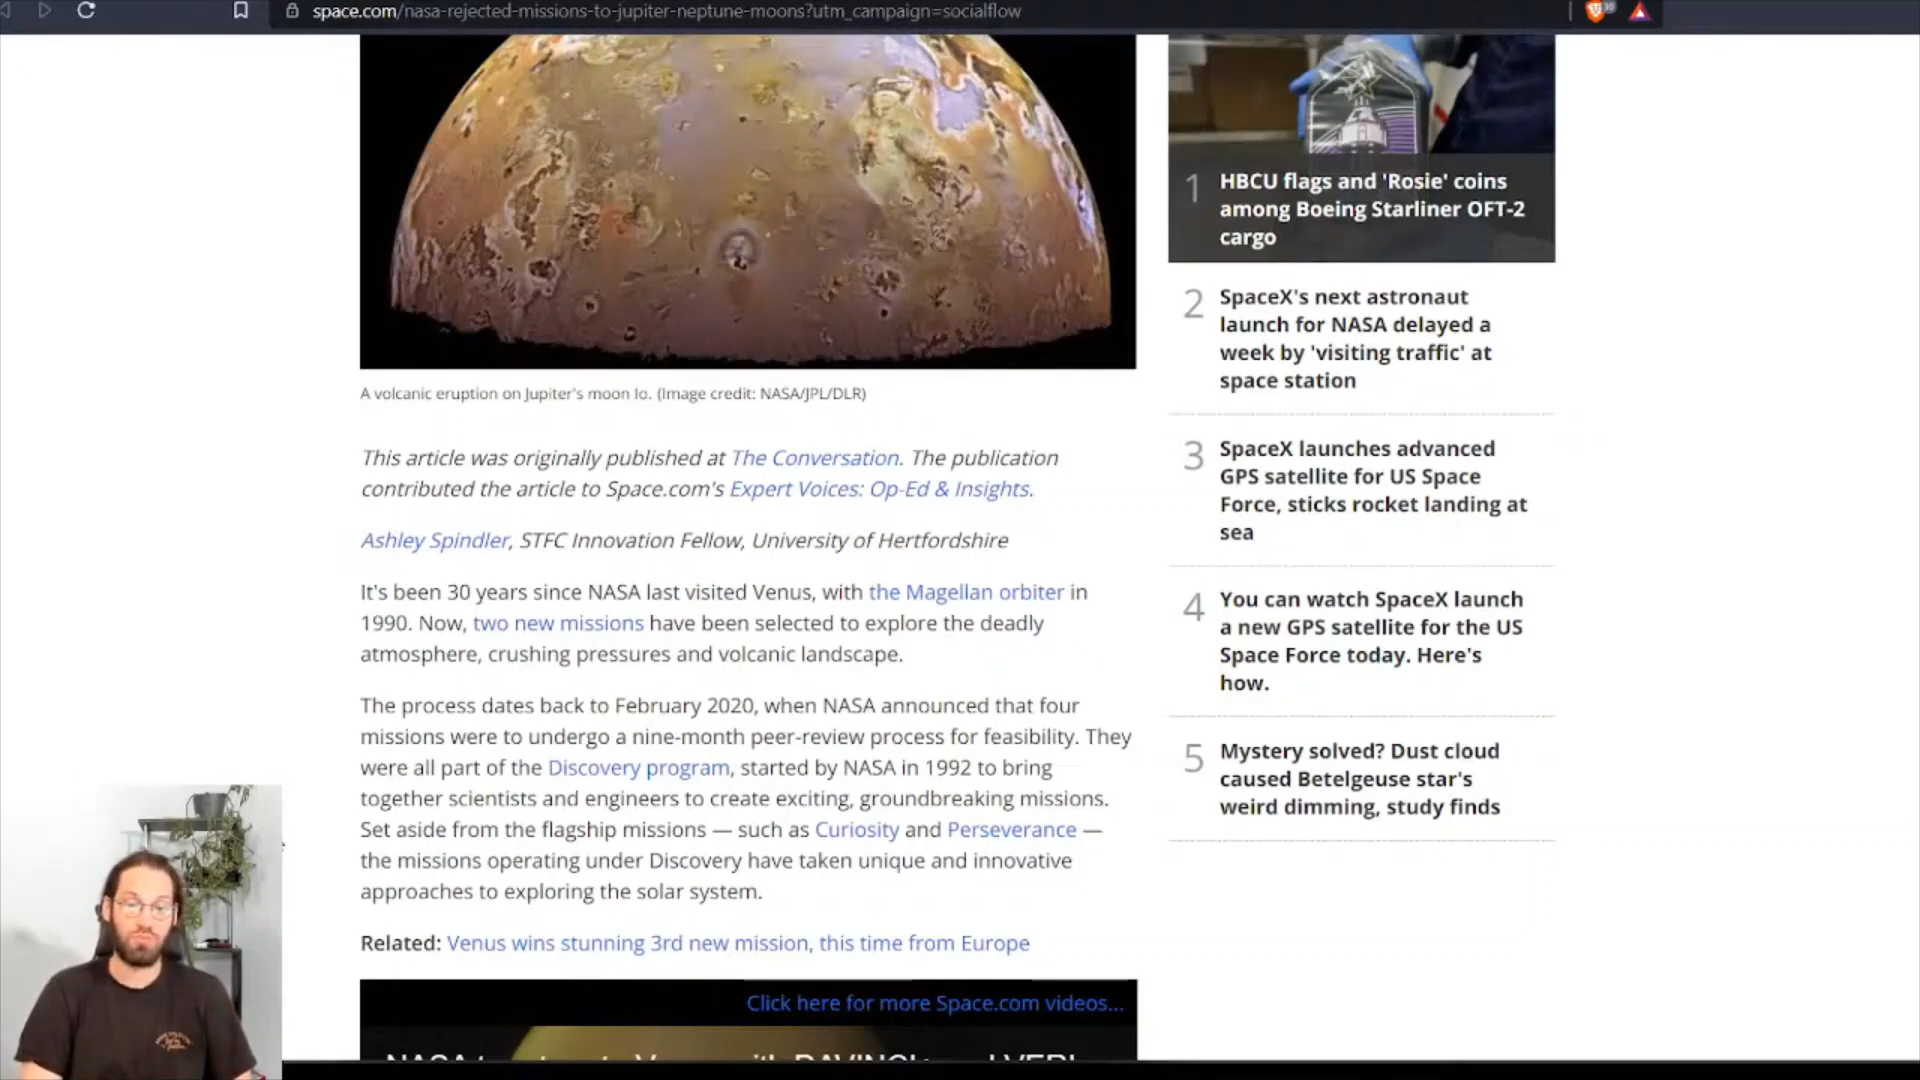 space.com/nasa-rejected-missions-to-jupiter-neptune-moons?utm_campaign=socialflow
A volcanic eruption on Jupiter's moon Io. (Image credit: NASA/JPL/DLR)
This article was originally published at The Conversation. The publication
contributed the article to Space.com's Expert Voices: Op-Ed & Insights.
Ashley Spindler, STFC Innovation Fellow, University of Hertfordshire
It's been 30 years since NASA last visited Venus, with the Magellan orbiter in
1990. Now, two new missions have been selected to explore the deadly
atmosphere, crushing pressures and volcanic landscape.
The process dates back to February 2020, when NASA announced that four
missions were to undergo a nine-month peer-review process for feasibility. They
were all part of the Discovery program, started by NASA in 1992 to bring
together scientists and engineers to create exciting, groundbreaking missions.
Set aside from the flagship missions — such as Curiosity and Perseverance —
the missions operating under Discovery have taken unique and innovative
approaches to exploring the solar system.
Related: Venus wins stunning 3rd new mission, this time from Europe
Click here for more Space.com videos...
1
HBCU flags and 'Rosie' coins
among Boeing Starliner OFT-2
cargo
2
SpaceX's next astronaut
launch for NASA delayed a
week by 'visiting traffic' at
space station
3
SpaceX launches advanced
GPS satellite for US Space
Force, sticks rocket landing at
sea
4
You can watch SpaceX launch
a new GPS satellite for the US
Space Force today. Here's
how.
5
Mystery solved? Dust cloud
caused Betelgeuse star's
weird dimming, study finds